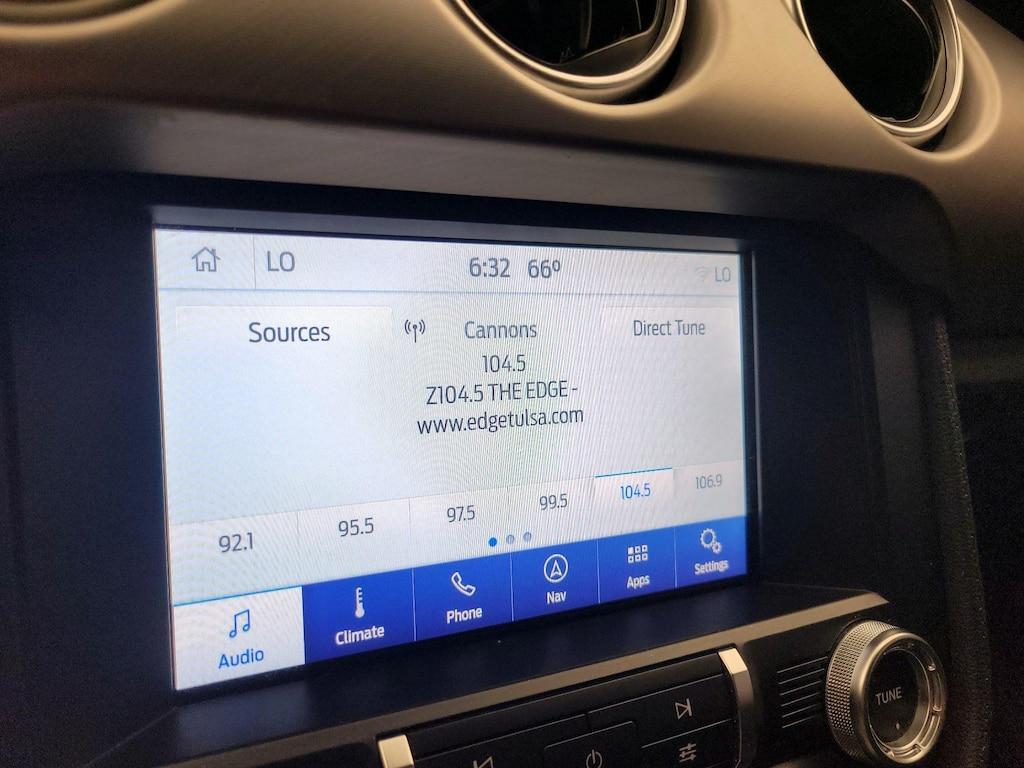 LO 6:32 66° LO
Sources Cannons Direct Tune
104.5
Z104.5 THE EDGE -
www.edgetulsa.com
92.1 95.5 97.5 99.5 104.5 106.9
Audio Climate Phone Nav Apps Settings
TUNE